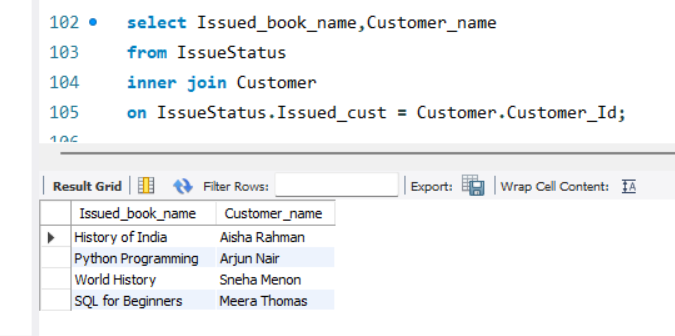 102 select Issued_book_name,Customer_name
103 from IssueStatus
104 inner join Customer
105 on IssueStatus.Issued_cust = Customer.Customer_Id;
106
Result Grid Filter Rows: Export: Wrap Cell Content: IA
Issued_book_name Customer_name
History of India Aisha Rahman
Python Programming Arjun Nair
World History Sneha Menon
SQL for Beginners Meera Thomas